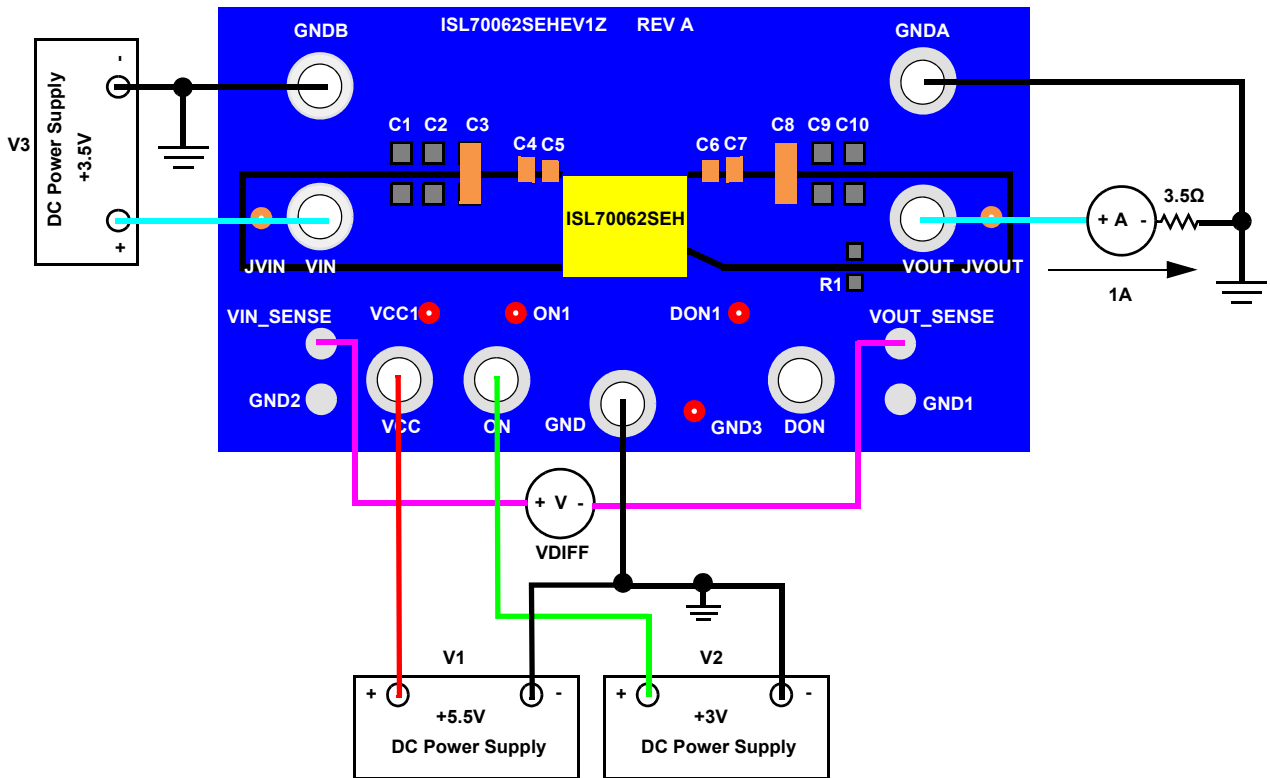 ISL70062SEHEV1Z REV A
GNDB
GNDA
-
DC Power Supply
+3.5V
V3
+
C1 C2 C3 C4 C5
C6 C7 C8 C9 C10
ISL70062SEH
3.5Ω
+ A -
1A
JVIN VIN
VOUT JVOUT
R1
VIN_SENSE
VCC1
ON1
DON1
VOUT_SENSE
GND2
VCC
ON
GND
GND3
DON
GND1
+ V -
VDIFF
V1
V2
+ -
+5.5V
DC Power Supply
+ -
+3V
DC Power Supply